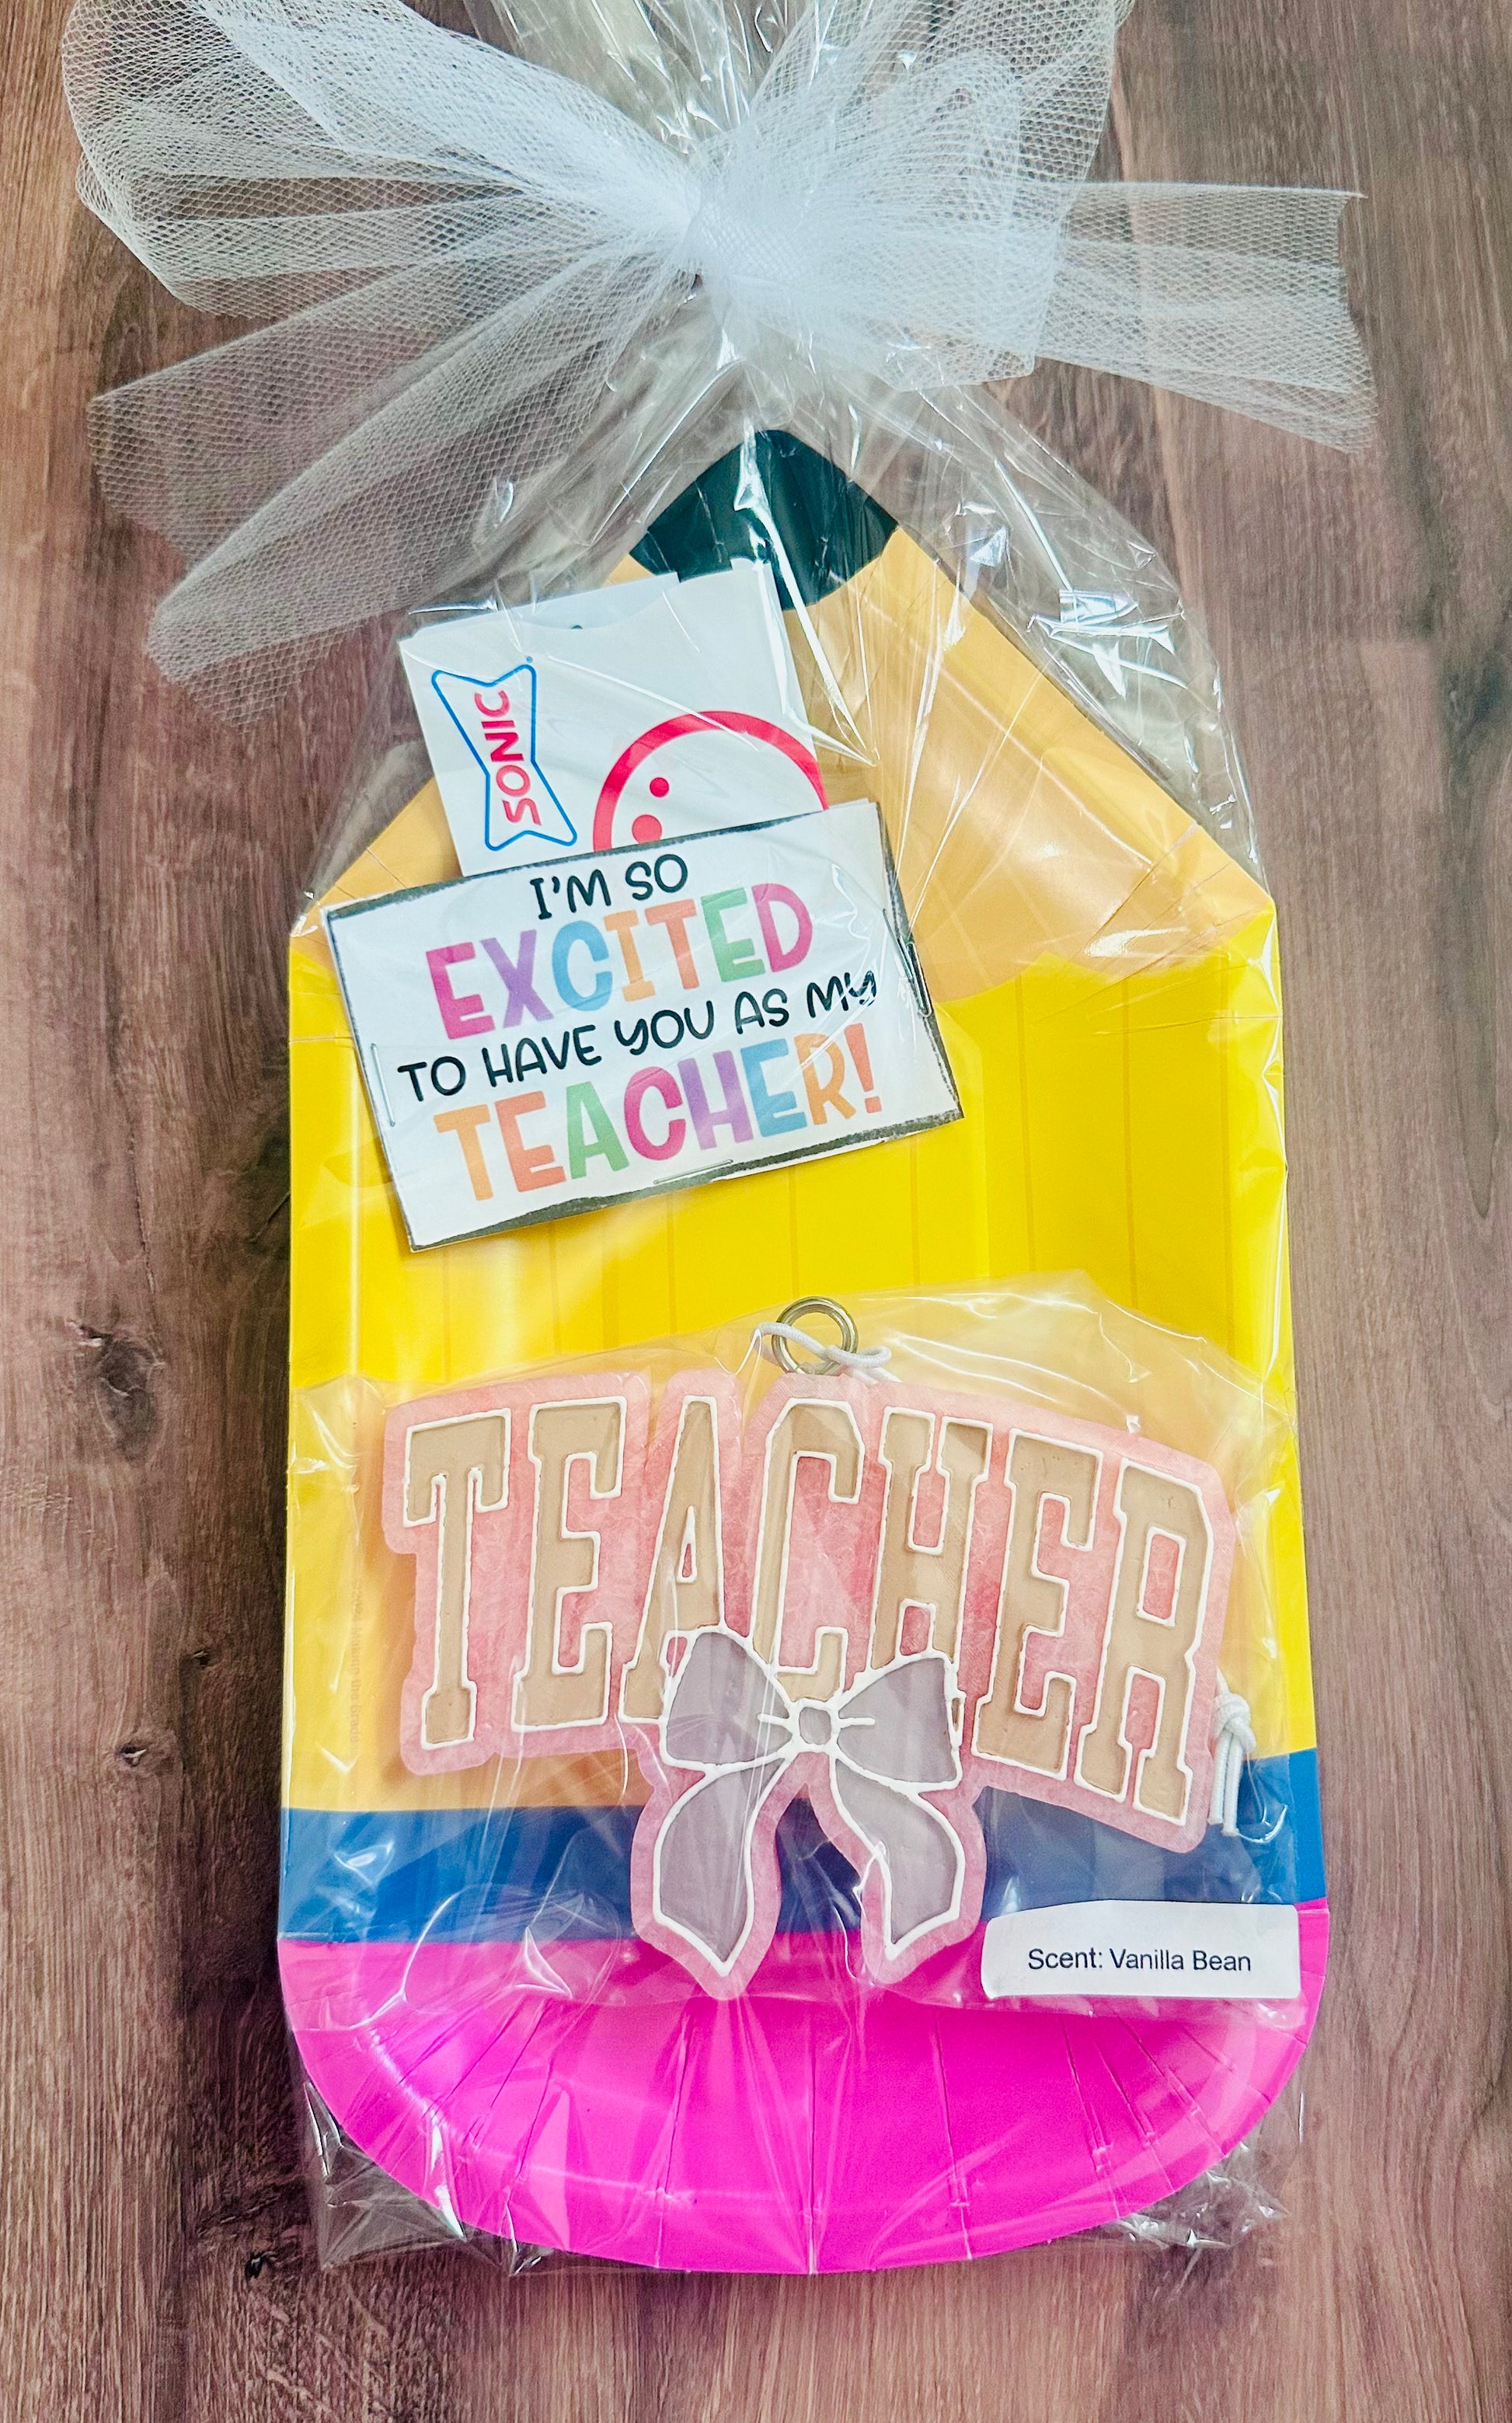 SONIC
I'M SO
EXCITED
TO HAVE YOU AS MY
TEACHER!
TEACHER
Scent: Vanilla Bean